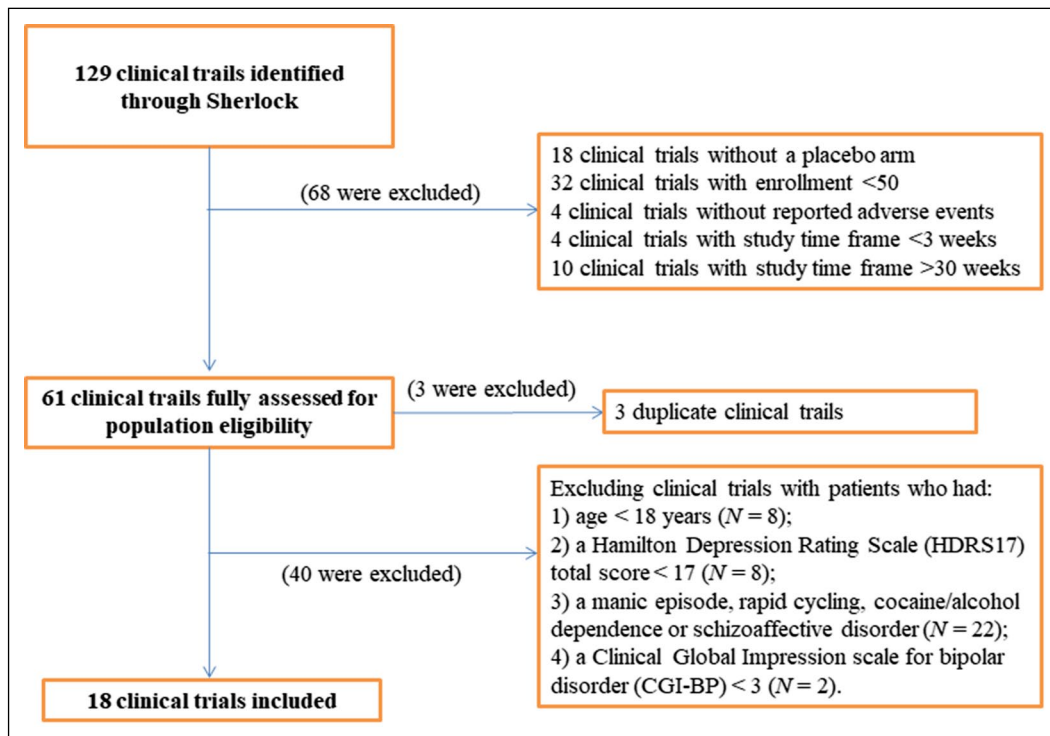 129 clinical trails identified
through Sherlock
(68 were excluded)
18 clinical trials without a placebo arm
32 clinical trials with enrollment <50
4 clinical trials without reported adverse events
4 clinical trials with study time frame <3 weeks
10 clinical trials with study time frame >30 weeks
61 clinical trails fully assessed for
population eligibility
(3 were excluded)
3 duplicate clinical trails
(40 were excluded)
Excluding clinical trials with patients who had:
1) age < 18 years (N = 8);
2) a Hamilton Depression Rating Scale (HDRS17)
total score < 17 (N = 8);
3) a manic episode, rapid cycling, cocaine/alcohol
dependence or schizoaffective disorder (N = 22);
4) a Clinical Global Impression scale for bipolar
disorder (CGI-BP) < 3 (N = 2).
18 clinical trials included